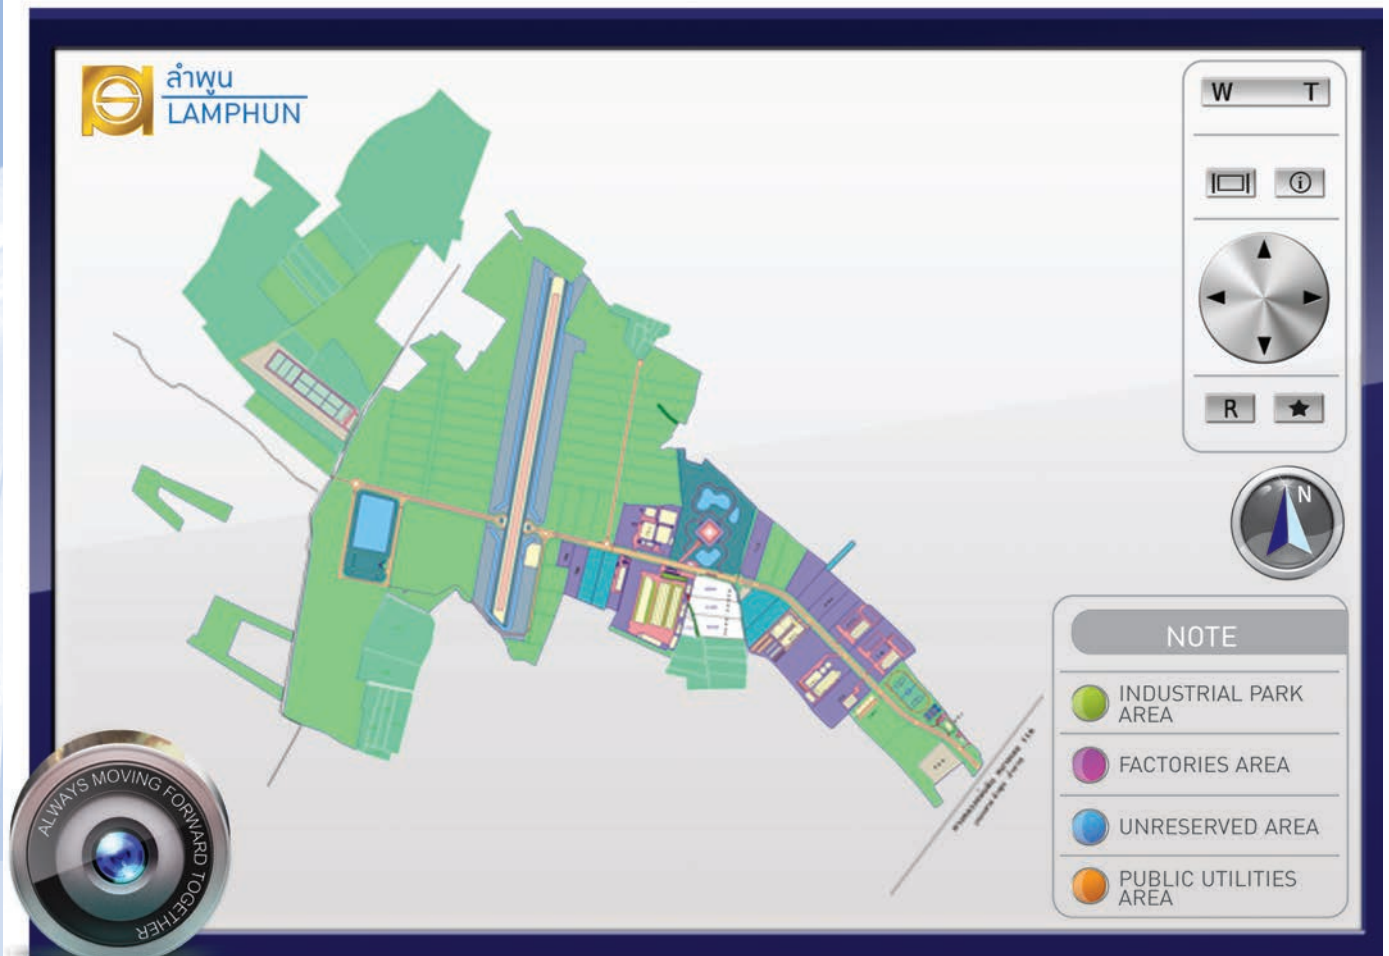 ลำพูน
LAMPHUN
W T
R
N
NOTE
INDUSTRIAL PARK
AREA
FACTORIES AREA
UNRESERVED AREA
PUBLIC UTILITIES
AREA
ALWAYS MOVING FORWARD TOGETHER